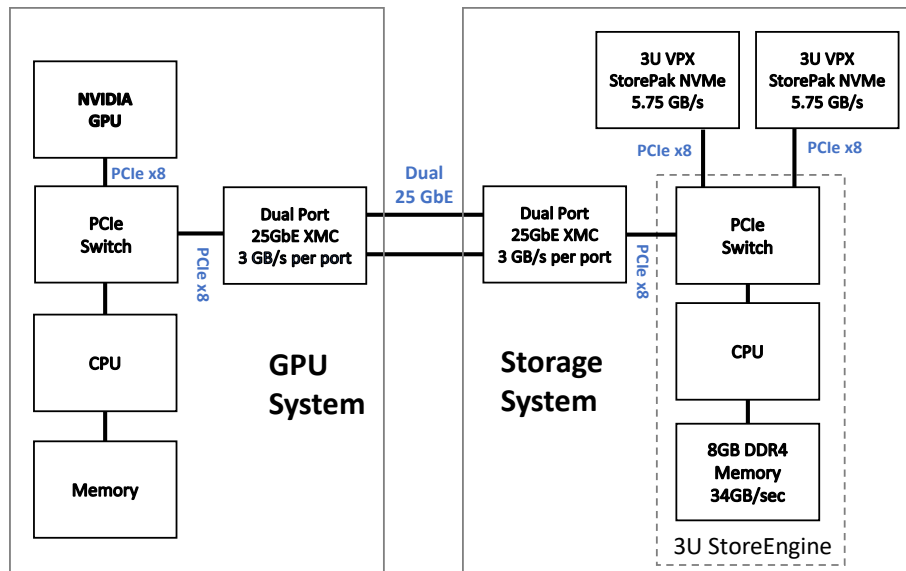 NVIDIA
GPU
PCIe x8
PCIe
Switch
PCIe x8
Dual Port
25GbE XMC
3 GB/s per port
CPU
Memory
GPU
System
Dual
25 GbE
3U VPX
StorePak NVMe
5.75 GB/s
3U VPX
StorePak NVMe
5.75 GB/s
PCIe x8
PCIe x8
Dual Port
25GbE XMC
3 GB/s per port
PCIe x8
PCIe
Switch
CPU
8GB DDR4
Memory
34GB/sec
Storage
System
3U StoreEngine